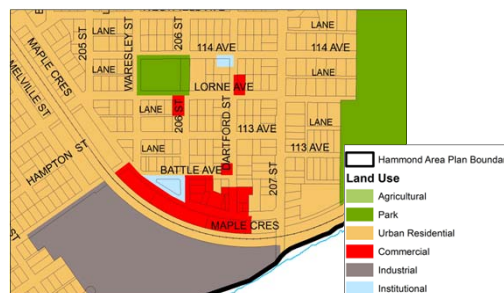 LANE
206 ST
114 AVE
LANE
114 AVE
205 ST
LANE
WARESLEY ST
MAPLE CRES
MELVILLE ST
LORNE AVE
LANE
LANE
206 ST
DARTFORD ST
113 AVE
LANE
113 AVE
HAMPTON ST
BATTLE AVE
207 ST
MAPLE CRES
Hammond Area Plan Boundar
Land Use
Agricultural
Park
Urban Residential
Commercial
Industrial
Institutional